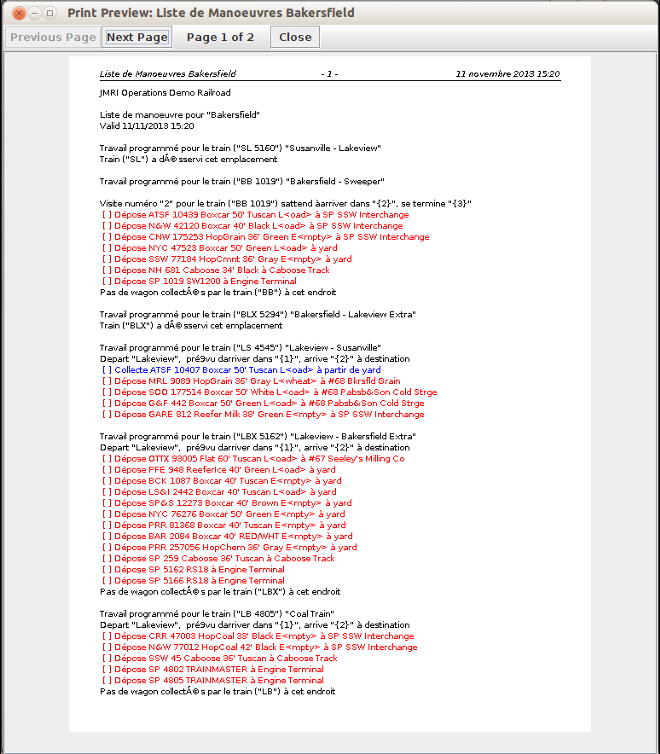 Print Preview: Liste de Manoeuvres Bakersfield
Previous Page Next Page Page 1 of 2 Close
Liste de Manoeuvres Bakersfield - 1 - 11 novembre 2013 15:20
JMRI Operations Demo Railroad
Liste de manoeuvre pour "Bakersfield"
Valid 11/11/2013 15:20
Travail programmé pour le train ("SL 5160") "Susanville - Lakeview"
Train ("SL") a dÃ©sservi cet emplacement
Travail programmé pour le train ("BB 1019") "Bakersfield - Sweeper"
Visite numéro "2" pour le train ("BB 1019") sattend àarriver dans "{2}", se termine "{3}"
[ ] Dépose ATSF 10439 Boxcar 50' Tuscan L<oad> à SP SSW Interchange
[ ] Dépose N&W 42120 Boxcar 40' Black L<oad> à SP SSW Interchange
[ ] Dépose CNW 175253 HopGrain 36' Green E<mpty> à SP SSW Interchange
[ ] Dépose NYC 47523 Boxcar 50' Green L<oad> à yard
[ ] Dépose SSW 77184 HopCmnt 36' Gray E<mpty> à yard
[ ] Dépose NH 681 Caboose 34' Black à Caboose Track
[ ] Dépose SP 1019 SW1200 à Engine Terminal
Pas de wagon collectÃ©s par le train ("BB") à cet endroit
Travail programmé pour le train ("BLX 5294") "Bakersfield - Lakeview Extra"
Train ("BLX") a dÃ©sservi cet emplacement
Travail programmé pour le train ("LS 4545") "Lakeview - Susanville"
Depart "Lakeview", pré9vu darriver dans "{1}", arrive "{2}" à destination
[ ] Collecte ATSF 10407 Boxcar 50' Tuscan L<oad> à partir de yard
[ ] Dépose MRL 9089 HopGrain 36' Gray L<wheat> à #68 Bkrsfld Grain
[ ] Dépose SOO 177514 Boxcar 50' White L<oad> à #68 Pabsb&Son Cold Strge
[ ] Dépose G&F 442 Boxcar 50' Green L<oad> à #68 Pabsb&Son Cold Strge
[ ] Dépose GARE 812 Reefer Milk 38' Green E<mpty> à SP SSW Interchange
Travail programmé pour le train ("LBX 5162") "Lakeview - Bakersfield Extra"
Depart "Lakeview", pré9vu darriver dans "{1}", arrive "{2}" à destination
[ ] Dépose OTTX 93005 Flat 60' Tuscan L<oad> à #67 Seeley's Milling Co
[ ] Dépose PFE 948 ReeferIce 40' Green L<oad> à yard
[ ] Dépose BCK 1087 Boxcar 40' Tuscan E<mpty> à yard
[ ] Dépose LS&I 2442 Boxcar 40' Tuscan L<oad> à yard
[ ] Dépose SP&S 12273 Boxcar 40' Brown E<mpty> à yard
[ ] Dépose NYC 76276 Boxcar 50' Green E<mpty> à yard
[ ] Dépose PRR 81368 Boxcar 40' Tuscan E<mpty> à yard
[ ] Dépose BAR 2084 Boxcar 40' RED/WHT E<mpty> à yard
[ ] Dépose PRR 257056 HopChem 36' Gray E<mpty> à yard
[ ] Dépose SP 259 Caboose 36' Tuscan à Caboose Track
[ ] Dépose SP 5162 RS18 à Engine Terminal
[ ] Dépose SP 5166 RS18 à Engine Terminal
Pas de wagon collectÃ©s par le train ("LBX") à cet endroit
Travail programmé pour le train ("LB 4805") "Coal Train"
Depart "Lakeview", pré9vu darriver dans "{1}", arrive "{2}" à destination
[ ] Dépose CRR 47003 HopCoal 33' Black E<mpty> à SP SSW Interchange
[ ] Dépose N&W 77012 HopCoal 42' Black E<mpty> à SP SSW Interchange
[ ] Dépose SSW 45 Caboose 36' Tuscan à Caboose Track
[ ] Dépose SP 4802 TRAINMASTER à Engine Terminal
[ ] Dépose SP 4805 TRAINMASTER à Engine Terminal
Pas de wagon collectÃ©s par le train ("LB") à cet endroit